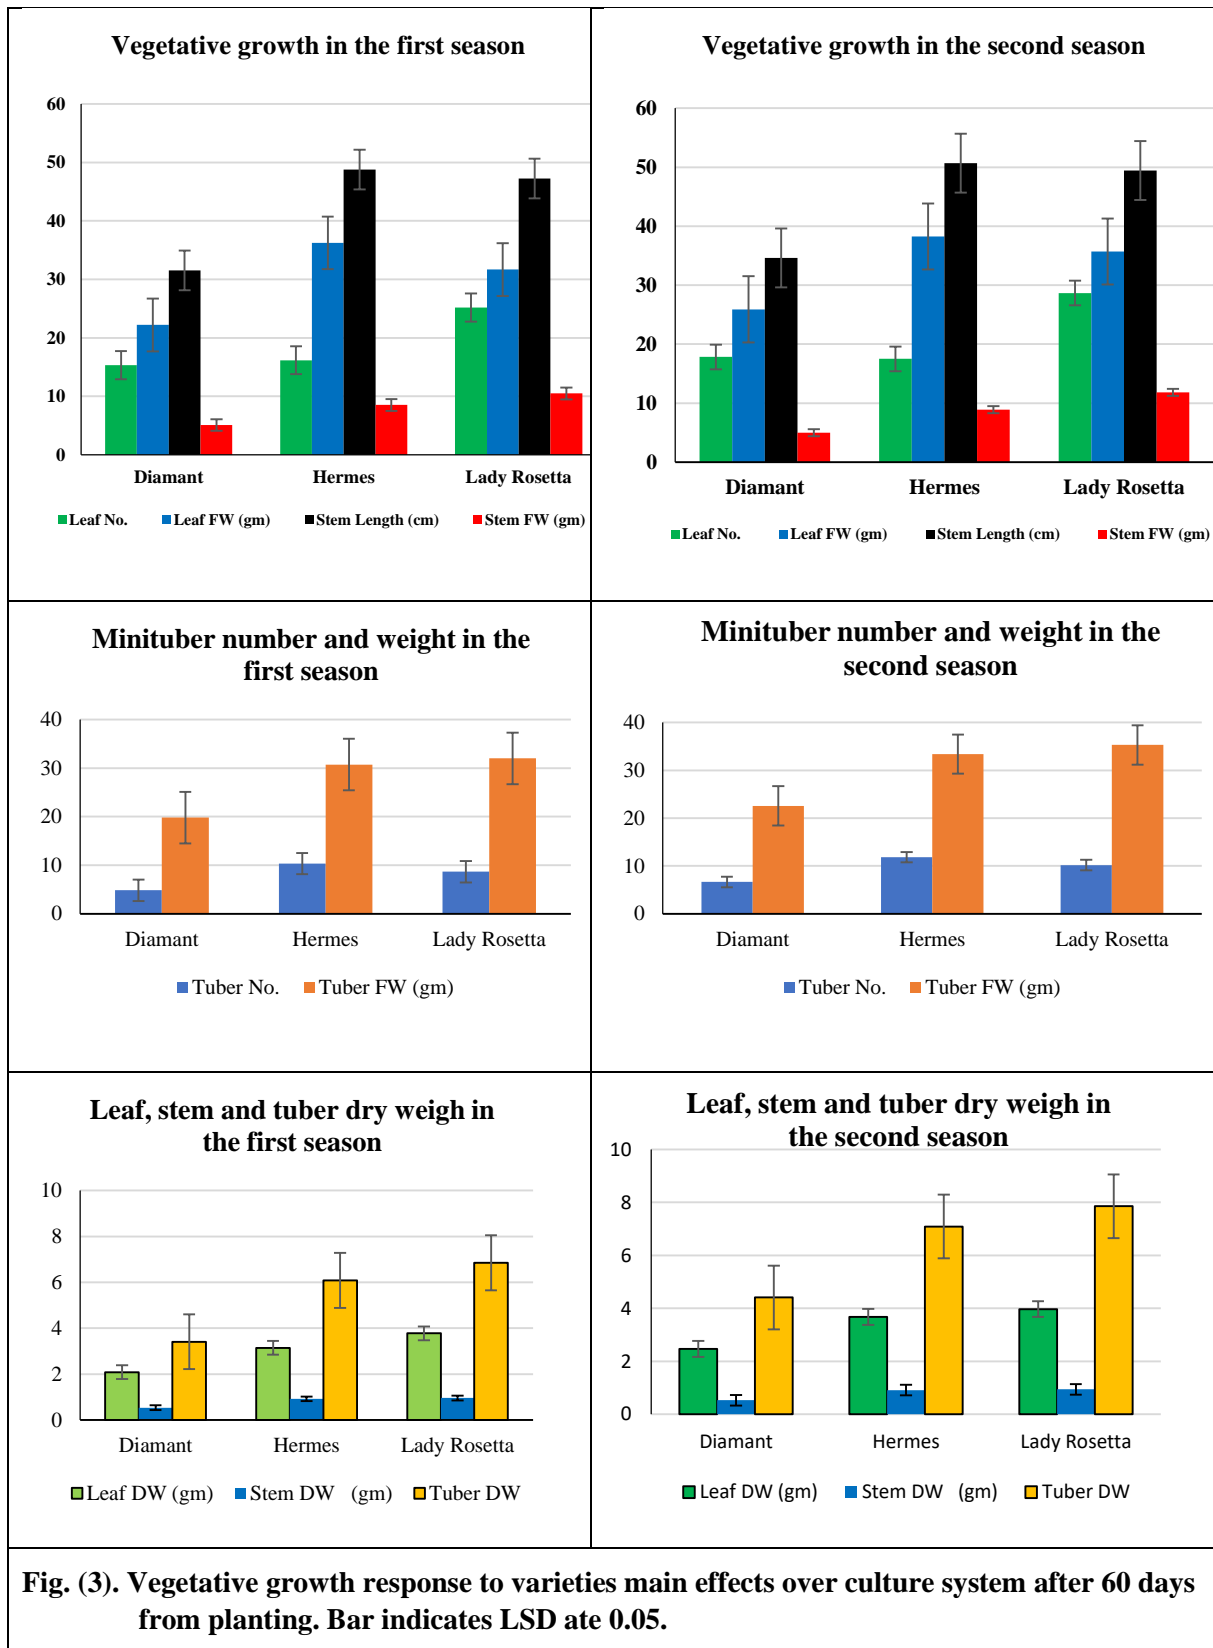 Vegetative growth in the first season
60
50
40
30
20
10
0
Diamant Hermes Lady Rosetta
Leaf No. Leaf FW (gm) Stem Length (cm) Stem FW (gm)
Vegetative growth in the second season
60
50
40
30
20
10
0
Diamant Hermes Lady Rosetta
Leaf No. Leaf FW (gm) Stem Length (cm) Stem FW (gm)
Minituber number and weight in the
first season
40
30
20
10
0
Diamant Hermes Lady Rosetta
Tuber No. Tuber FW (gm)
Minituber number and weight in the
second season
40
30
20
10
0
Diamant Hermes Lady Rosetta
Tuber No. Tuber FW (gm)
Leaf, stem and tuber dry weigh in
the first season
10
8
6
4
2
0
Diamant Hermes Lady Rosetta
Leaf DW (gm) Stem DW (gm) Tuber DW
Leaf, stem and tuber dry weigh in
the second season
10
8
6
4
2
0
Diamant Hermes Lady Rosetta
Leaf DW (gm) Stem DW (gm) Tuber DW
Fig. (3). Vegetative growth response to varieties main effects over culture system after 60 days
from planting. Bar indicates LSD ate 0.05.